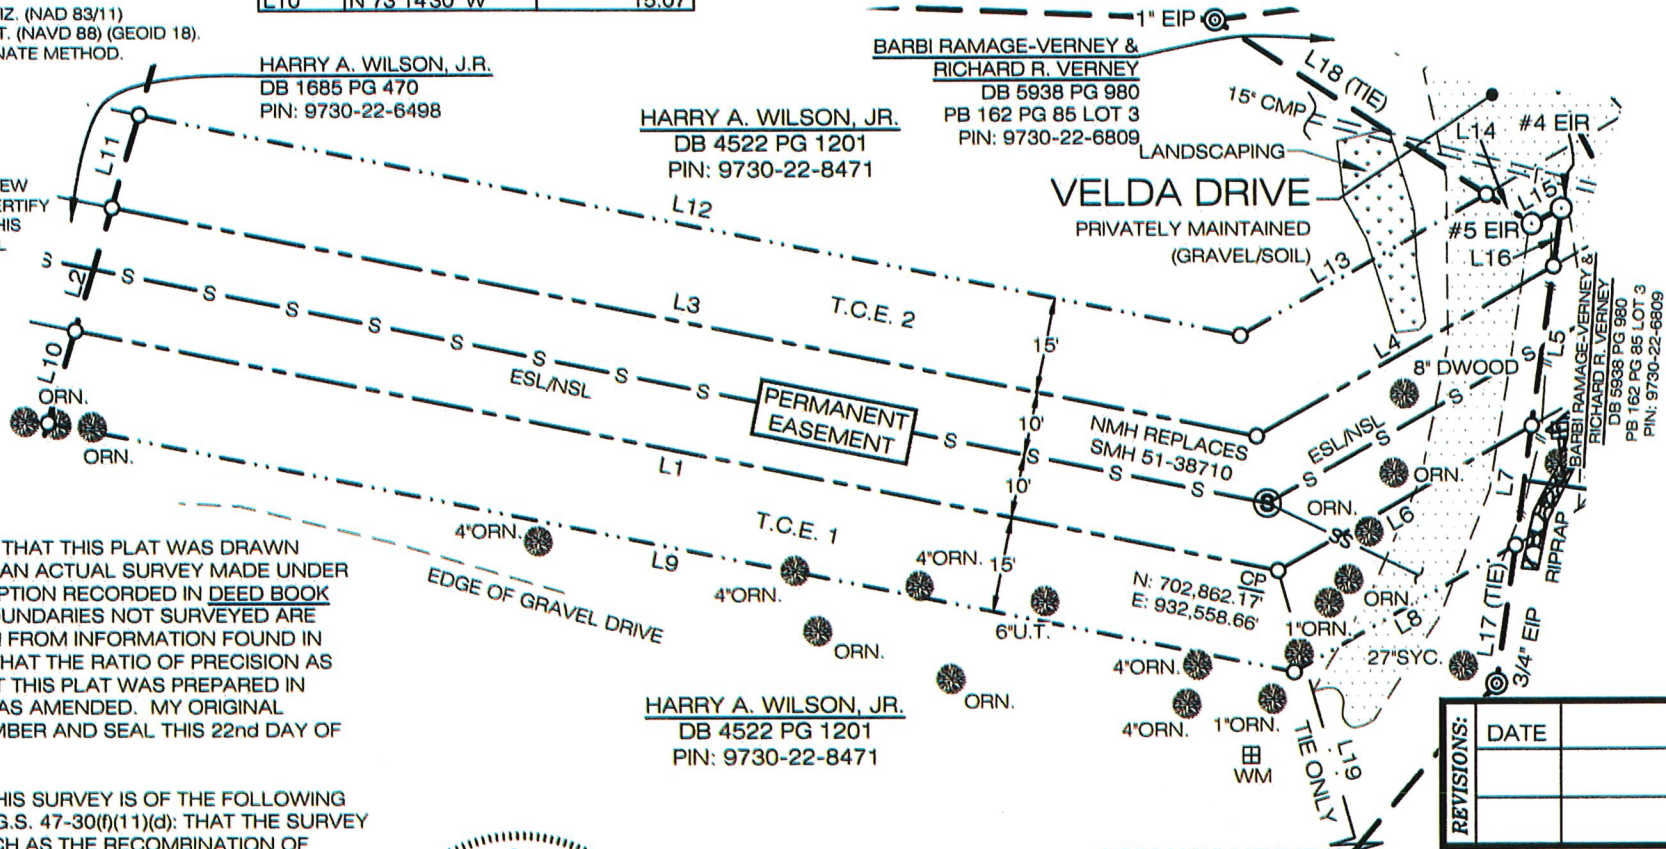 IZ. (NAD 83/11)
T. (NAVD 88) (GEOID 18).
NATE METHOD.
L10 N 73°14'30" W 15.07
HARRY A. WILSON, J.R.
DB 1685 PG 470
PIN: 9730-22-6498
HARRY A. WILSON, JR.
DB 4522 PG 1201
PIN: 9730-22-8471
1" EIP
BARBI RAMAGE-VERNEY &
RICHARD R. VERNEY
DB 5938 PG 980
PB 162 PG 85 LOT 3
PIN: 9730-22-6809
L18 (TIE)
15" CMP
LANDSCAPING
L14
#4 EIR
VELDA DRIVE
PRIVATELY MAINTAINED
(GRAVEL/SOIL)
L15
#5 EIR
L16
L13
EW
ERTIFY
HIS
L11
L12
L2
L3
T.C.E. 2
15'
L4
L5
8" DWOOD
BARBI RAMAGE-VERNEY &
RICHARD R. VERNEY
DB 5938 PG 980
PB 162 PG 85 LOT 3
PIN: 9730-22-6809
S S S S S S S S S
ESL/NSL
PERMANENT
EASEMENT
S S S S
10'
10'
NMH REPLACES
SMH 51-38710
ESL/NSL
S S S S
S
ORN.
ORN.
L6
L7
SS
RIPRAP
L10
ORN.
ORN.
L1
T.C.E. 1
15'
4"ORN.
L9
4"ORN.
4"ORN.
6"U.T.
EDGE OF GRAVEL DRIVE
ORN.
ORN.
CP
N: 702,862.17'
E: 932,558.66'
1"ORN.
ORN.
L8
L17 (TIE)
3/4" EIP
27"SYC.
4"ORN.
4"ORN.
1"ORN.
WM
TIE ONLY
L19
HARRY A. WILSON, JR.
DB 4522 PG 1201
PIN: 9730-22-8471
THAT THIS PLAT WAS DRAWN
AN ACTUAL SURVEY MADE UNDER
PTION RECORDED IN DEED BOOK
OUNDARIES NOT SURVEYED ARE
FROM INFORMATION FOUND IN
HAT THE RATIO OF PRECISION AS
T THIS PLAT WAS PREPARED IN
AS AMENDED. MY ORIGINAL
MBER AND SEAL THIS 22nd DAY OF
HIS SURVEY IS OF THE FOLLOWING
G.S. 47-30(f)(11)(d): THAT THE SURVEY
CH AS THE RECOMBINATION OF
REVISIONS:
DATE